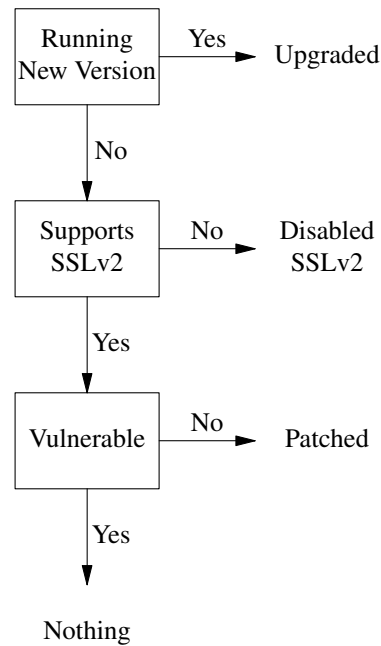 Running
New Version
Yes
Upgraded
No
Supports
SSLv2
No
Disabled
SSLv2
Yes
Vulnerable
No
Patched
Yes
Nothing